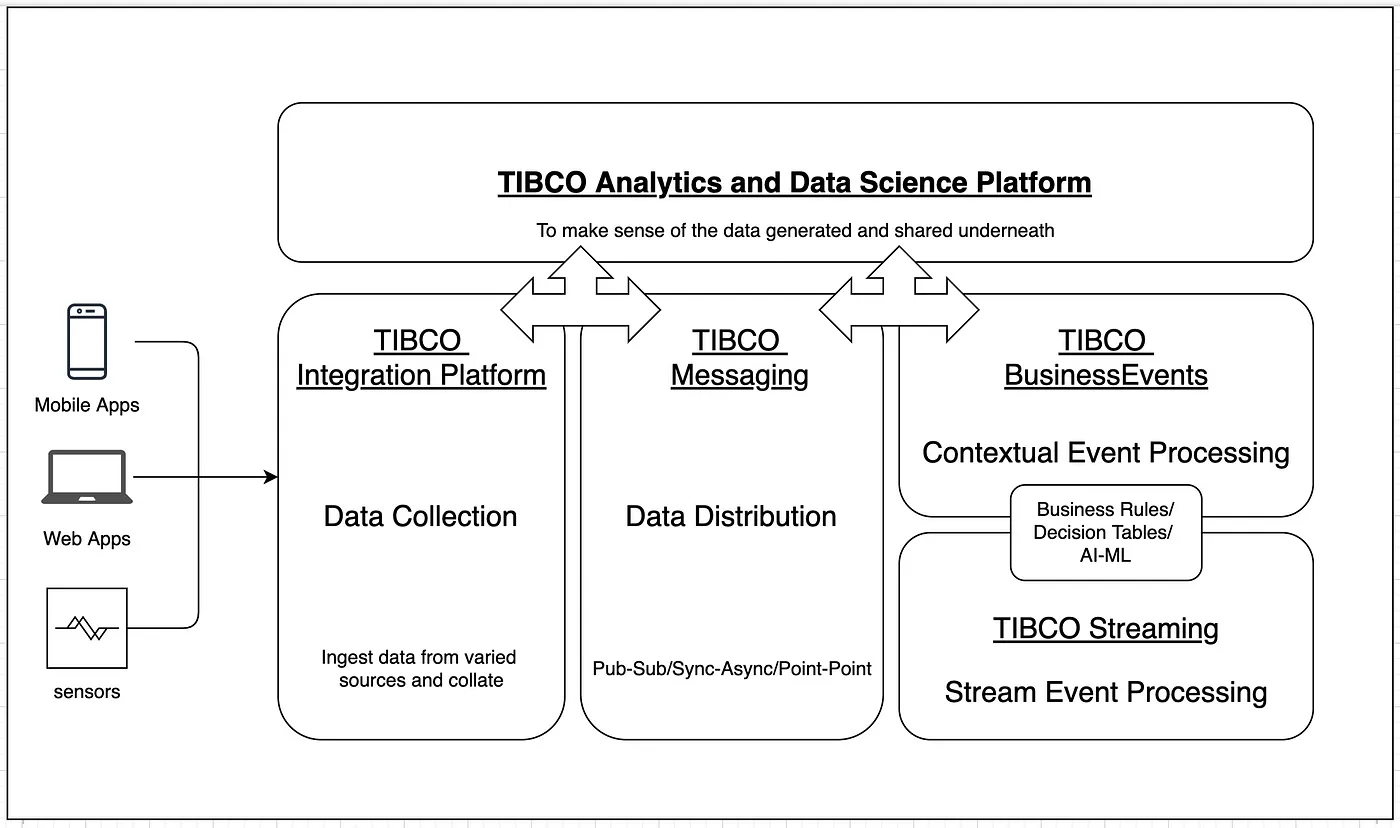 TIBCO Analytics and Data Science Platform
To make sense of the data generated and shared underneath
Mobile Apps
Web Apps
sensors
TIBCO
Integration Platform
Data Collection
Ingest data from varied
sources and collate
TIBCO
Messaging
Data Distribution
Pub-Sub/Sync-Async/Point-Point
TIBCO
BusinessEvents
Contextual Event Processing
Business Rules/
Decision Tables/
AI-ML
TIBCO Streaming
Stream Event Processing